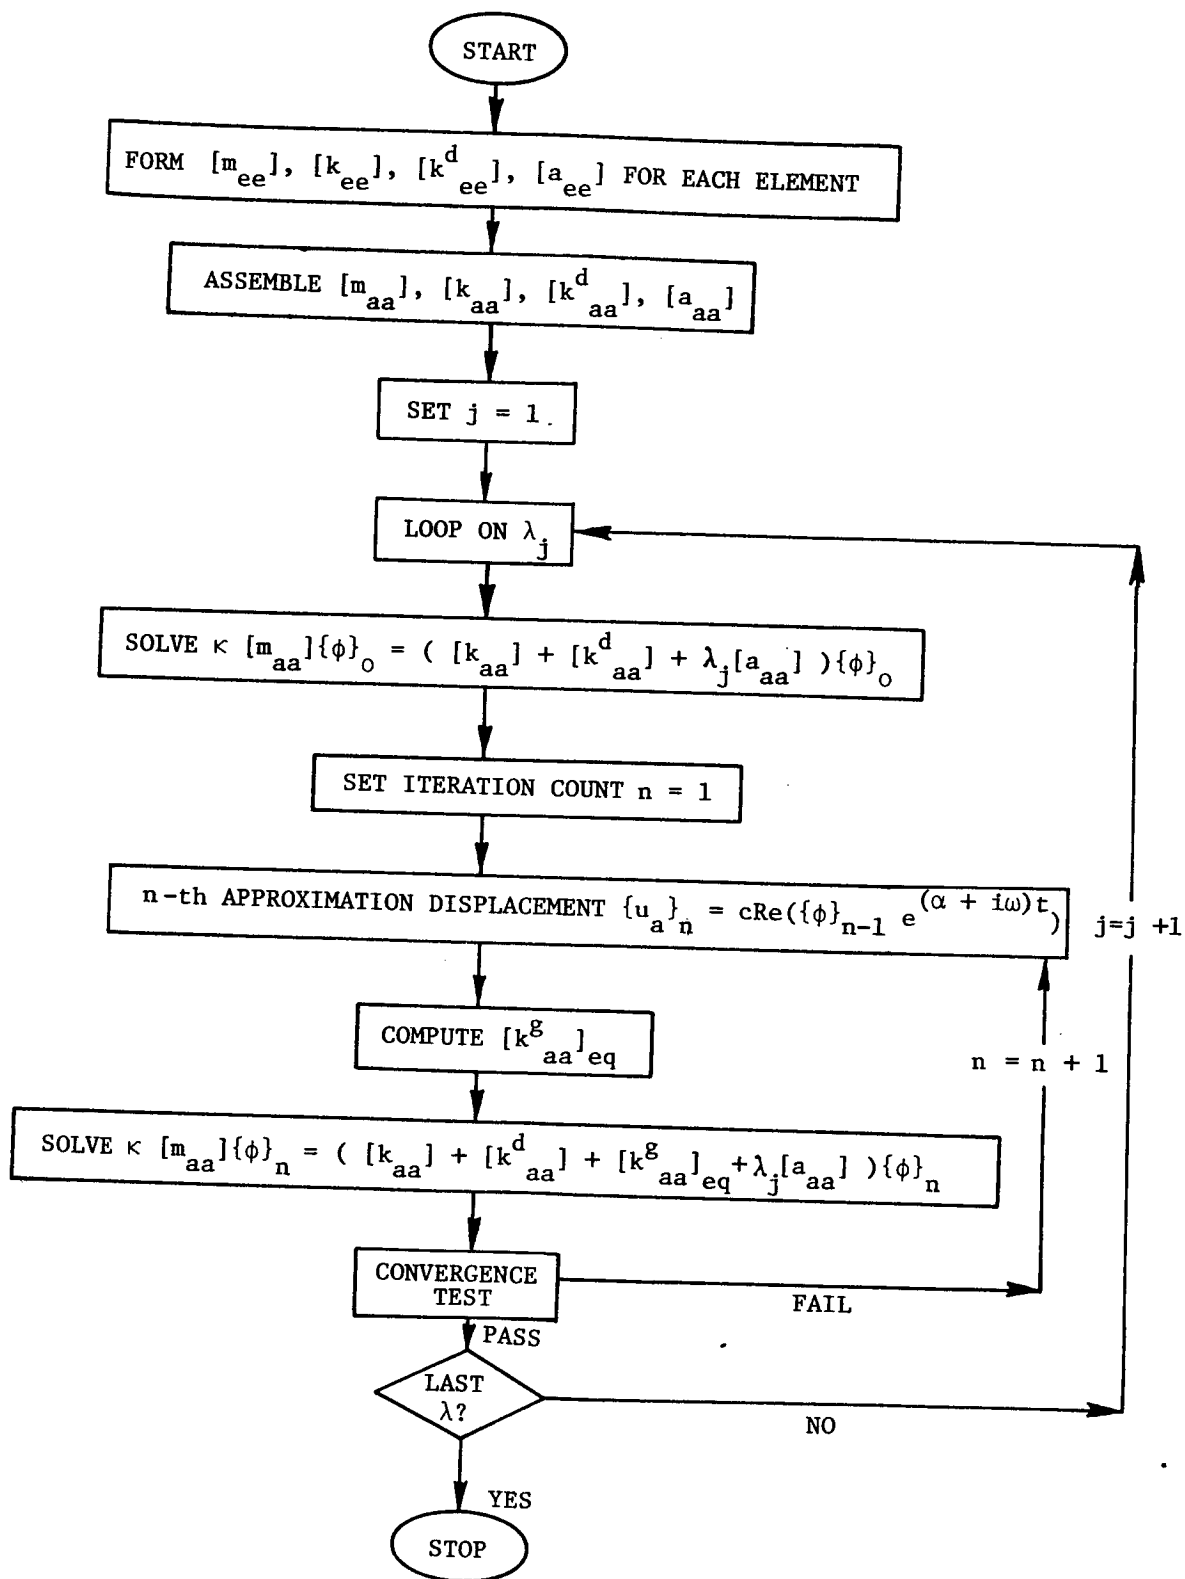 START
FORM [m_ee], [k_ee], [k^d_ee], [a_ee] FOR EACH ELEMENT
ASSEMBLE [m_aa], [k_aa], [k^d_aa], [a_aa]
SET j = 1.
LOOP ON λ_j
SOLVE κ [m_aa]{φ}_o = ( [k_aa] + [k^d_aa] + λ_j[a_aa] ){φ}_o
SET ITERATION COUNT n = 1
n-th APPROXIMATION DISPLACEMENT {u_a}_n = cRe({φ}_n-1 e^(α + iω)t)
j=j +1
COMPUTE [k^g_aa]_eq
n = n + 1
SOLVE κ [m_aa]{φ}_n = ( [k_aa] + [k^d_aa] + [k^g_aa]_eq+λ_j[a_aa] ){φ}_n
CONVERGENCE
TEST
FAIL
PASS
LAST
λ?
NO
YES
STOP